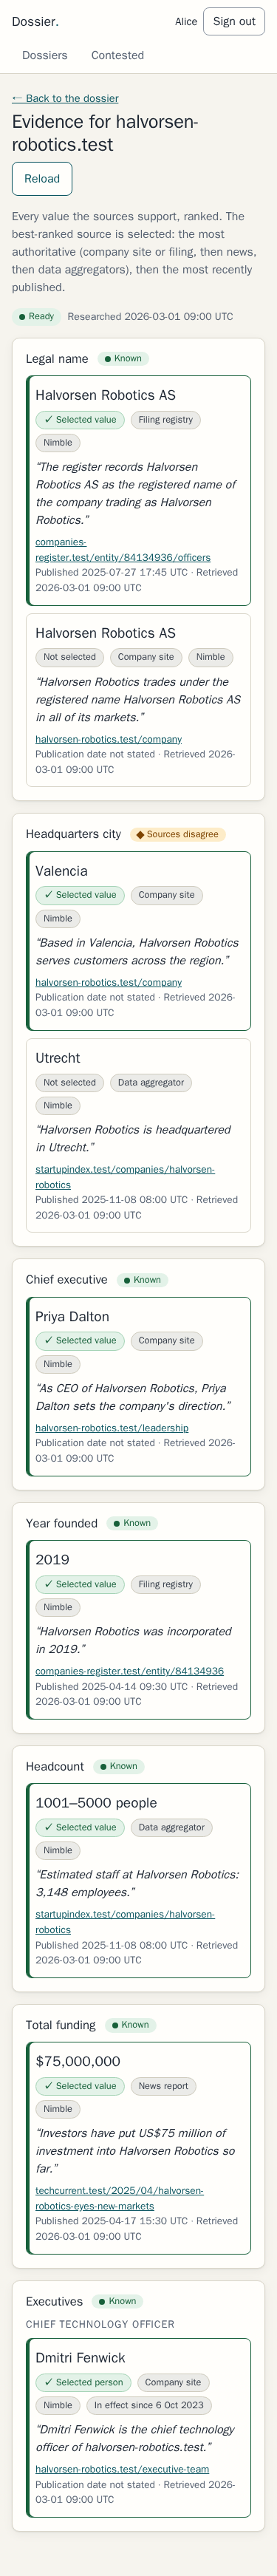 Dossier.
Alice
Sign out
Dossiers
Contested
← Back to the dossier
Evidence for halvorsen-
robotics.test
Reload
Every value the sources support, ranked. The
best-ranked source is selected: the most
authoritative (company site or filing, then news,
then data aggregators), then the most recently
published.
Ready
Researched 2026-03-01 09:00 UTC
Legal name
Known
Halvorsen Robotics AS
✓ Selected value
Filing registry
Nimble
“The register records Halvorsen
Robotics AS as the registered name of
the company trading as Halvorsen
Robotics.”
companies-
register.test/entity/84134936/officers
Published 2025-07-27 17:45 UTC · Retrieved
2026-03-01 09:00 UTC
Halvorsen Robotics AS
Not selected
Company site
Nimble
“Halvorsen Robotics trades under the
registered name Halvorsen Robotics AS
in all of its markets.”
halvorsen-robotics.test/company
Publication date not stated · Retrieved 2026-
03-01 09:00 UTC
Headquarters city
Sources disagree
Valencia
✓ Selected value
Company site
Nimble
“Based in Valencia, Halvorsen Robotics
serves customers across the region.”
halvorsen-robotics.test/company
Publication date not stated · Retrieved 2026-
03-01 09:00 UTC
Utrecht
Not selected
Data aggregator
Nimble
“Halvorsen Robotics is headquartered
in Utrecht.”
startupindex.test/companies/halvorsen-
robotics
Published 2025-11-08 08:00 UTC · Retrieved
2026-03-01 09:00 UTC
Chief executive
Known
Priya Dalton
✓ Selected value
Company site
Nimble
“As CEO of Halvorsen Robotics, Priya
Dalton sets the company's direction.”
halvorsen-robotics.test/leadership
Publication date not stated · Retrieved 2026-
03-01 09:00 UTC
Year founded
Known
2019
✓ Selected value
Filing registry
Nimble
“Halvorsen Robotics was incorporated
in 2019.”
companies-register.test/entity/84134936
Published 2025-04-14 09:30 UTC · Retrieved
2026-03-01 09:00 UTC
Headcount
Known
1001–5000 people
✓ Selected value
Data aggregator
Nimble
“Estimated staff at Halvorsen Robotics:
3,148 employees.”
startupindex.test/companies/halvorsen-
robotics
Published 2025-11-08 08:00 UTC · Retrieved
2026-03-01 09:00 UTC
Total funding
Known
$75,000,000
✓ Selected value
News report
Nimble
“Investors have put US$75 million of
investment into Halvorsen Robotics so
far.”
techcurrent.test/2025/04/halvorsen-
robotics-eyes-new-markets
Published 2025-04-17 15:30 UTC · Retrieved
2026-03-01 09:00 UTC
Executives
Known
CHIEF TECHNOLOGY OFFICER
Dmitri Fenwick
✓ Selected person
Company site
Nimble
In effect since 6 Oct 2023
“Dmitri Fenwick is the chief technology
officer of halvorsen-robotics.test.”
halvorsen-robotics.test/executive-team
Publication date not stated · Retrieved 2026-
03-01 09:00 UTC